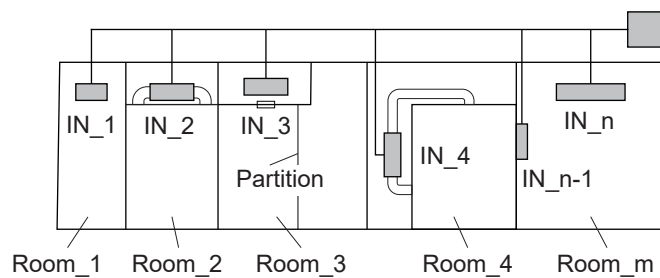 IN_1
IN_2
IN_3
IN_4
IN_n-1
IN_n
Partition
Room_1
Room_2
Room_3
Room_4
Room_m